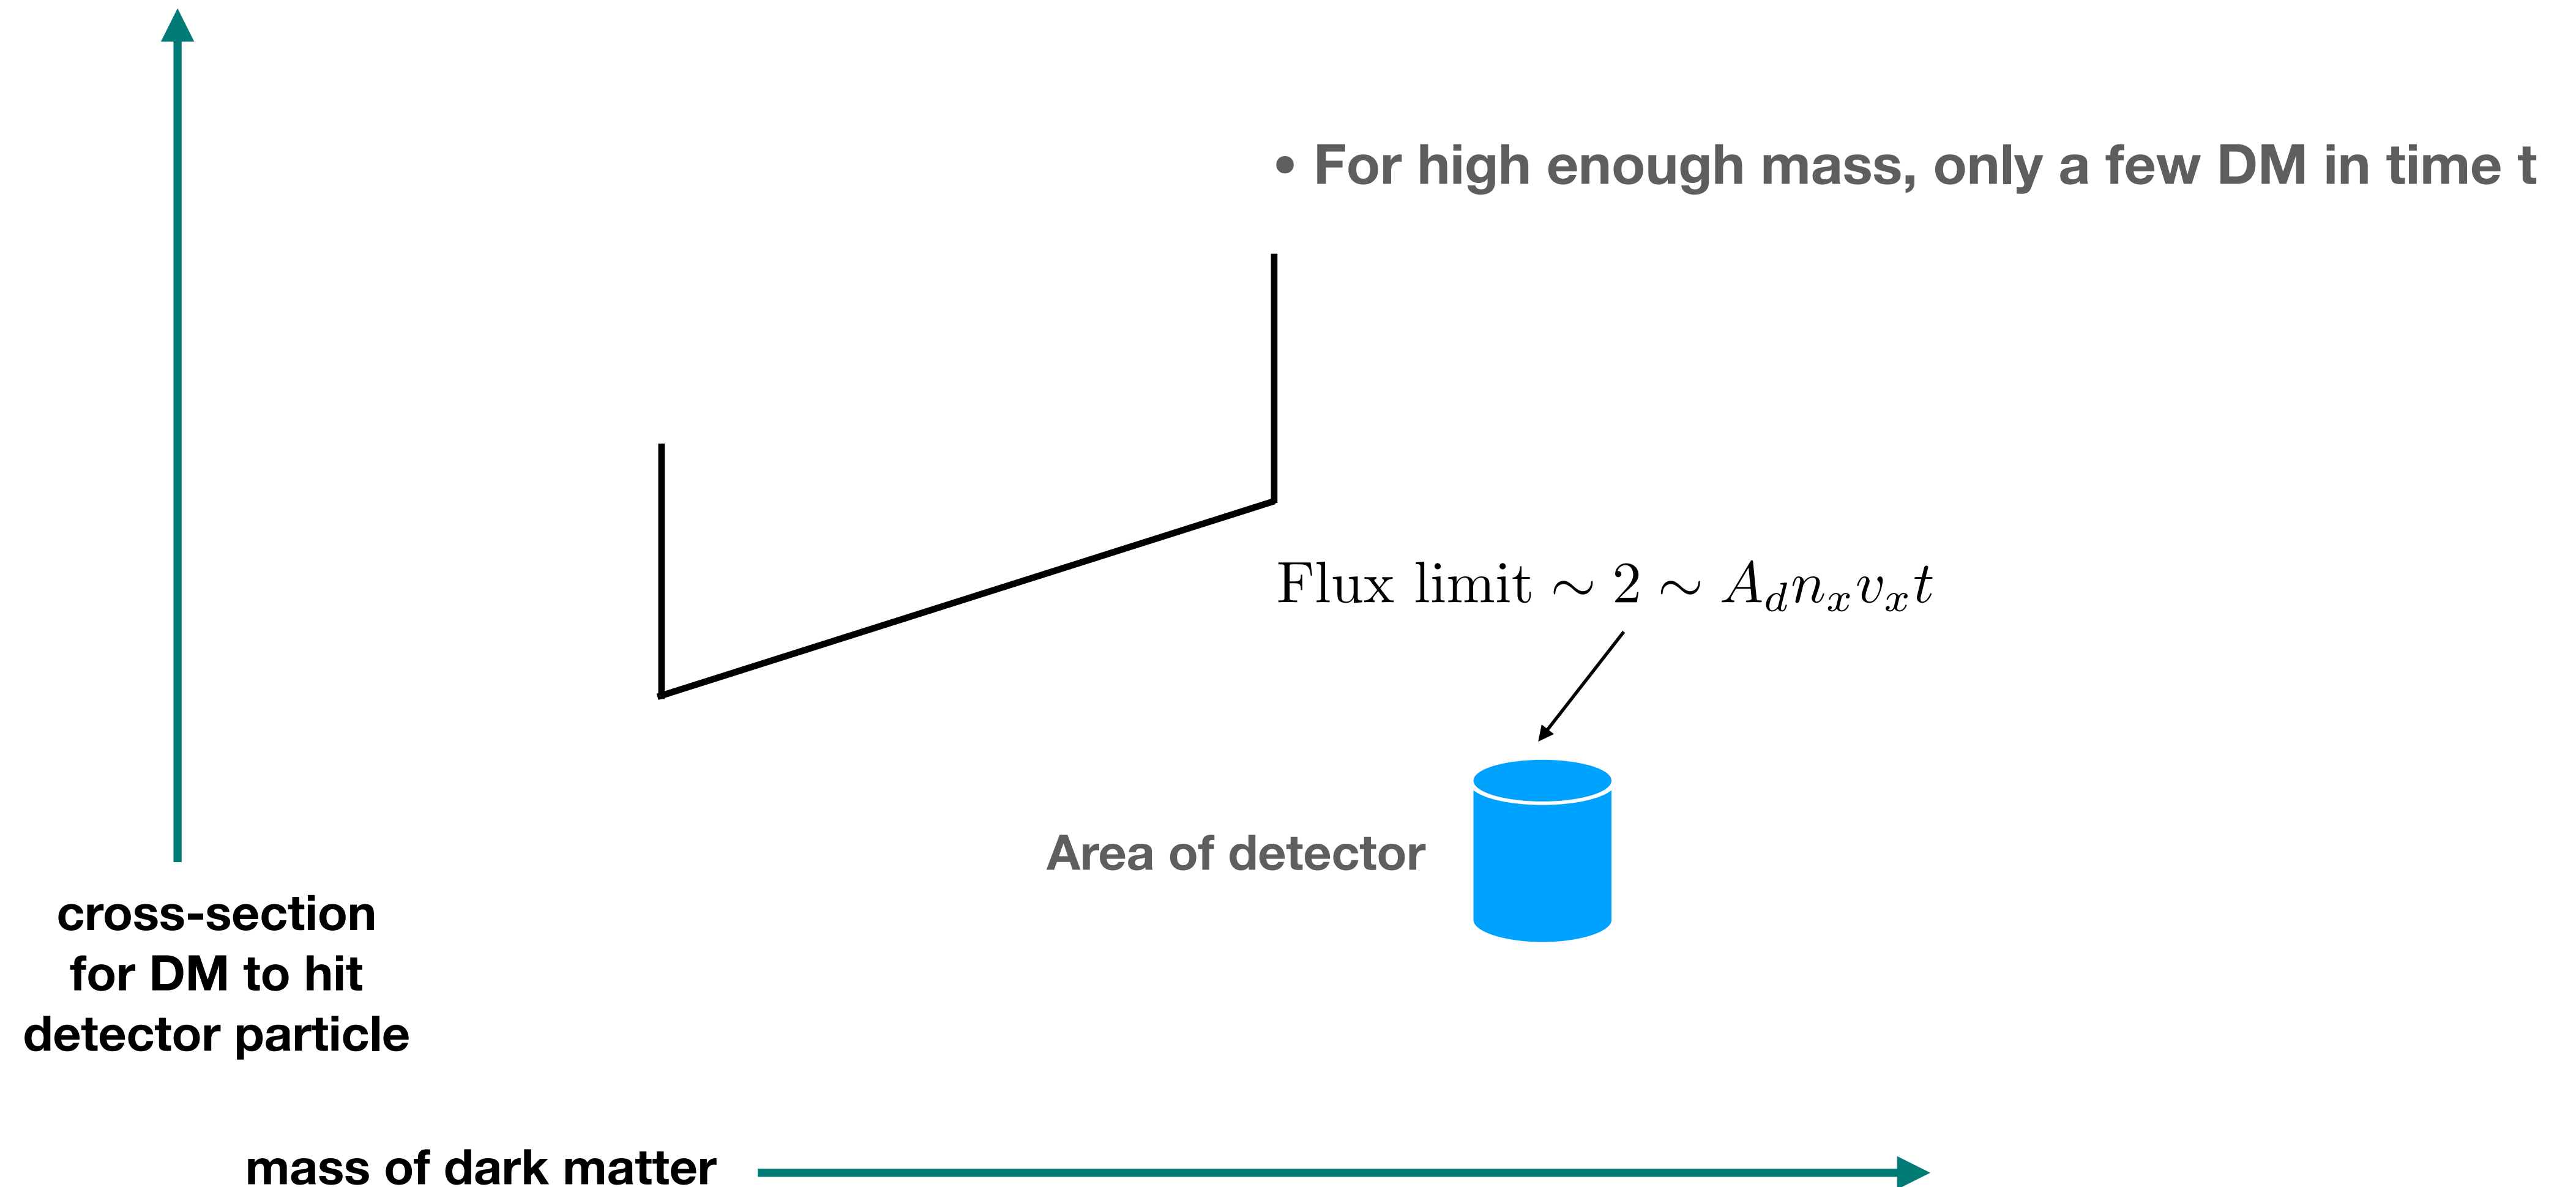 • For high enough mass, only a few DM in time t
Flux limit ∼ 2 ∼ A_d n_x v_x t
Area of detector
cross-section
for DM to hit
detector particle
mass of dark matter